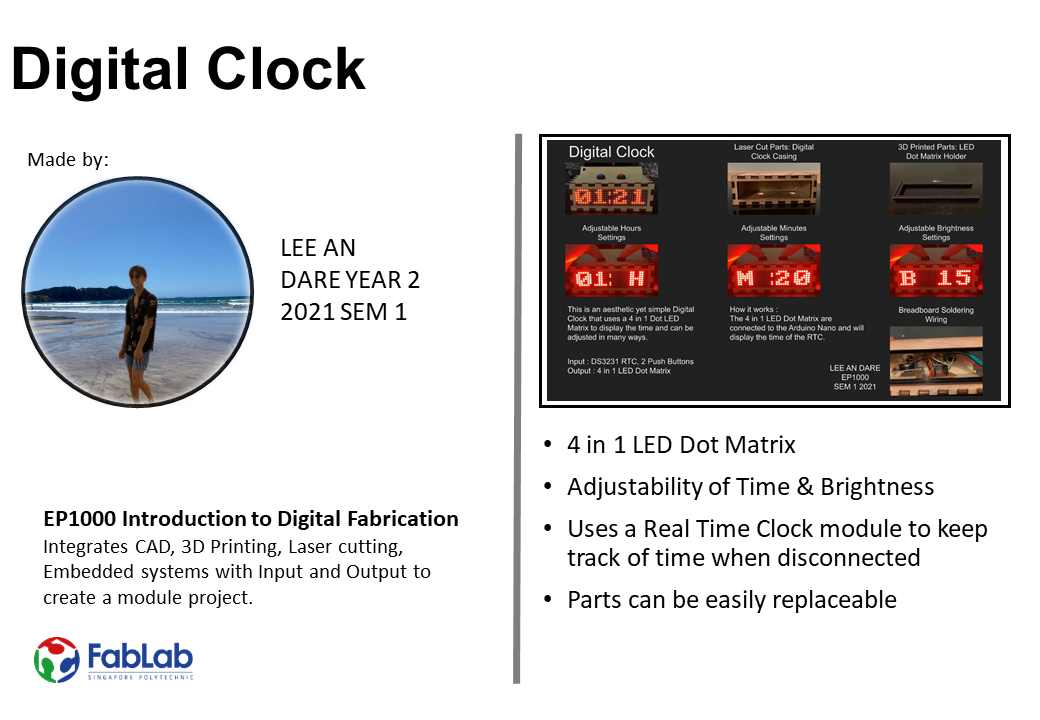 Digital Clock
Made by:
LEE AN
DARE YEAR 2
2021 SEM 1
EP1000 Introduction to Digital Fabrication
Integrates CAD, 3D Printing, Laser cutting,
Embedded systems with Input and Output to
create a module project.
FabLab
SINGAPORE POLYTECHNIC
Digital Clock
01:21
Laser Cut Parts: Digital
Clock Casing
3D Printed Parts: LED
Dot Matrix Holder
Adjustable Hours
Settings
01: H
Adjustable Minutes
Settings
M :20
Adjustable Brightness
Settings
B 15
This is an aesthetic yet simple Digital
Clock that uses a 4 in 1 Dot LED
Matrix to display the time and can be
adjusted in many ways.
Input : DS3231 RTC, 2 Push Buttons
Output : 4 in 1 LED Dot Matrix
How it works :
The 4 in 1 LED Dot Matrix are
connected to the Arduino Nano and will
display the time of the RTC.
Breadboard Soldering
Wiring
LEE AN DARE
EP1000
SEM 1 2021
• 4 in 1 LED Dot Matrix
• Adjustability of Time & Brightness
• Uses a Real Time Clock module to keep
track of time when disconnected
• Parts can be easily replaceable